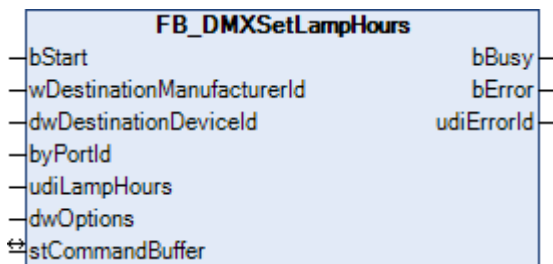 FB_DMXSetLampHours
bStart bBusy
wDestinationManufacturerId bError
dwDestinationDeviceId udiErrorId
byPortId
udiLampHours
dwOptions
stCommandBuffer